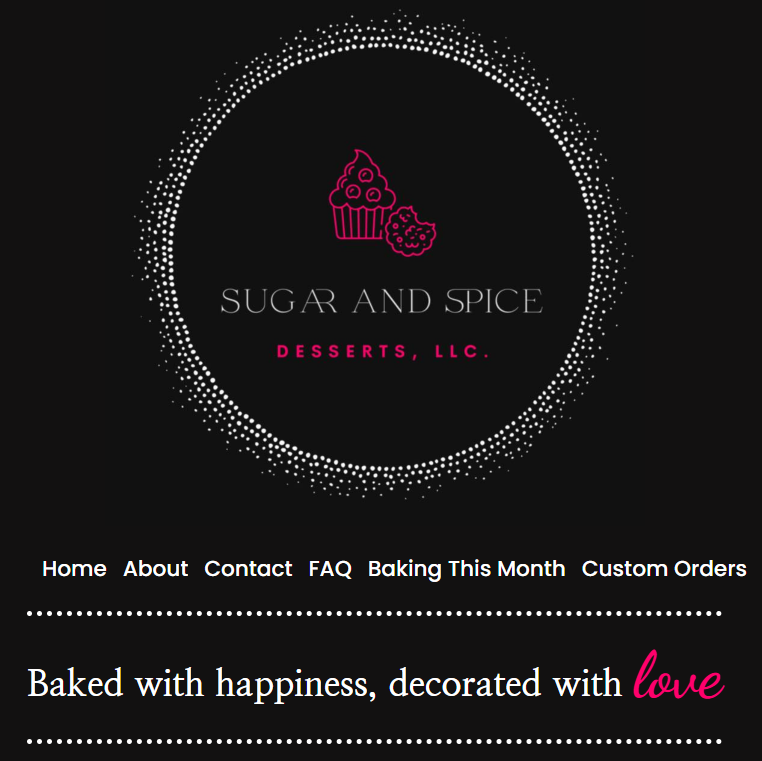 SUGAR AND SPICE
DESSERTS, LLC.
Home About Contact FAQ Baking This Month Custom Orders
Baked with happiness, decorated with love